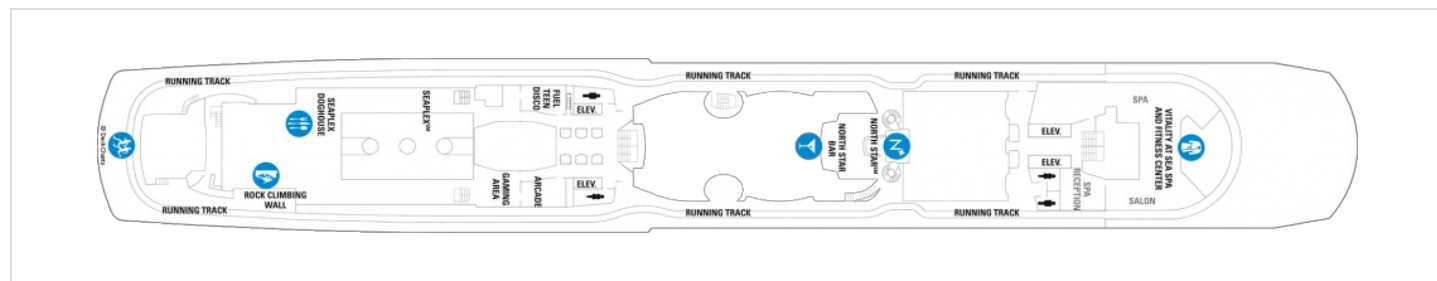 RUNNING TRACK
RUNNING TRACK
RUNNING TRACK
SEAPLEX
DOGHOUSE
SEAPLEX℠
FUEL
TEEN
DISCO
ELEV.
ROCK CLIMBING
WALL
GAMING
AREA
ARCADE
ELEV.
NORTH STAR
BAR
NORTH STAR℠
N
ELEV.
ELEV.
SPA
RECEPTION
SPA
VITALITY AT SEA SPA
AND FITNESS CENTER
SALON
RUNNING TRACK
RUNNING TRACK
RUNNING TRACK